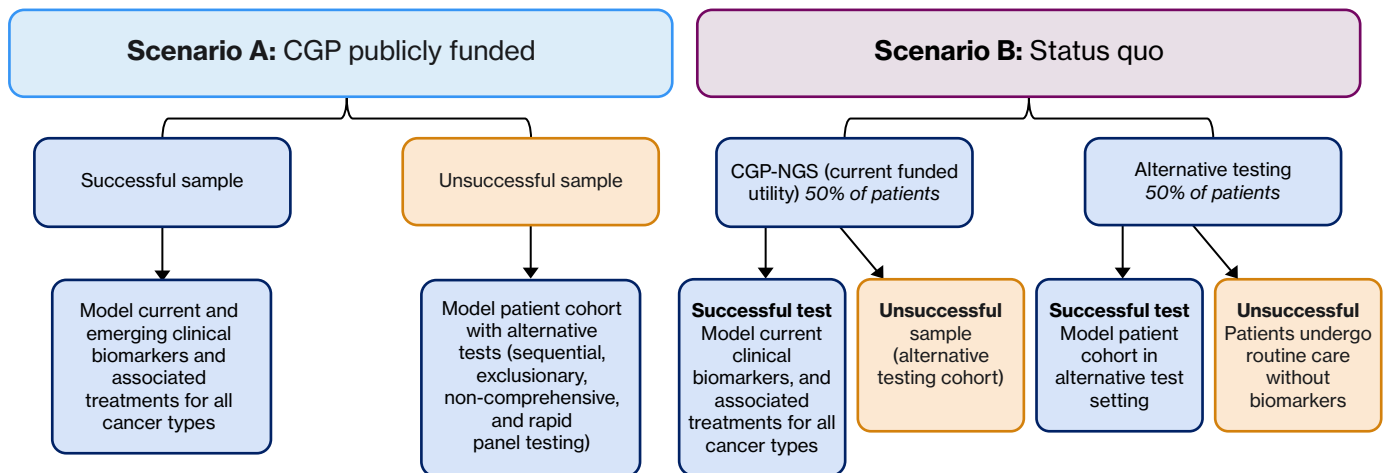 Scenario A: CGP publicly funded
Scenario B: Status quo
Successful sample
Unsuccessful sample
CGP-NGS (current funded
utility) 50% of patients
Alternative testing
50% of patients
Model current and
emerging clinical
biomarkers and
associated
treatments for all
cancer types
Model patient cohort
with alternative
tests (sequential,
exclusionary,
non-comprehensive,
and rapid
panel testing)
Successful test
Model current
clinical
biomarkers, and
associated
treatments for all
cancer types
Unsuccessful
sample
(alternative
testing cohort)
Successful test
Model patient
cohort in
alternative test
setting
Unsuccessful
Patients undergo
routine care
without
biomarkers